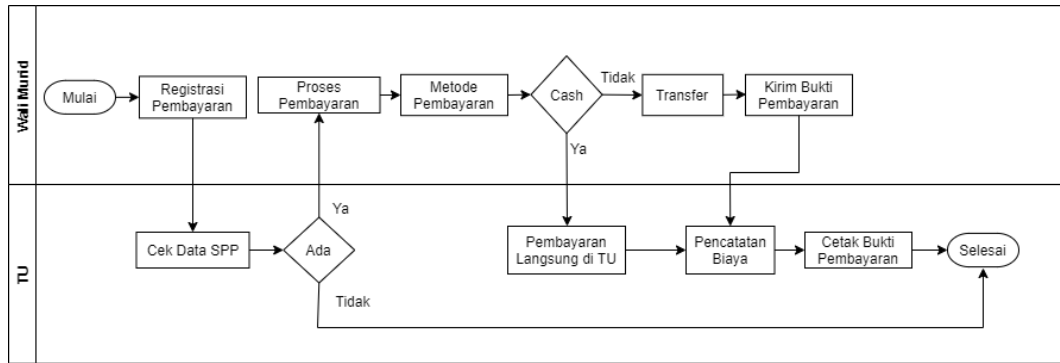 Wali Murid
Mulai
Registrasi
Pembayaran
Proses
Pembayaran
Metode
Pembayaran
Cash
Tidak
Transfer
Kirim Bukti
Pembayaran
Ya
TU
Cek Data SPP
Ada
Ya
Tidak
Pembayaran
Langsung di TU
Pencatatan
Biaya
Cetak Bukti
Pembayaran
Selesai